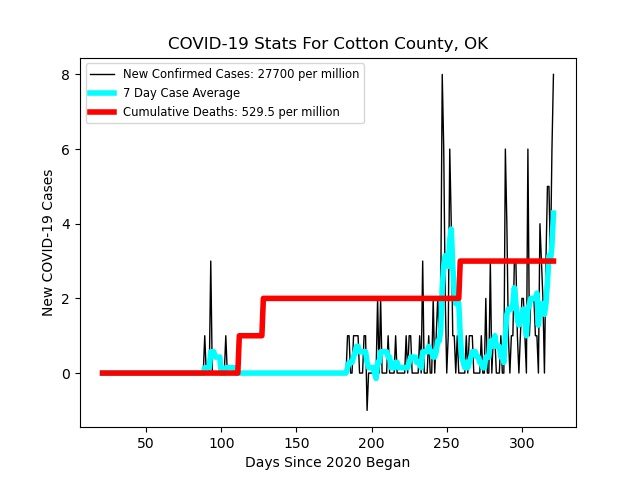 COVID-19 Stats For Cotton County, OK
New Confirmed Cases: 27700 per million
7 Day Case Average
Cumulative Deaths: 529.5 per million
New COVID-19 Cases
8
6
4
2
0
50 100 150 200 250 300
Days Since 2020 Began